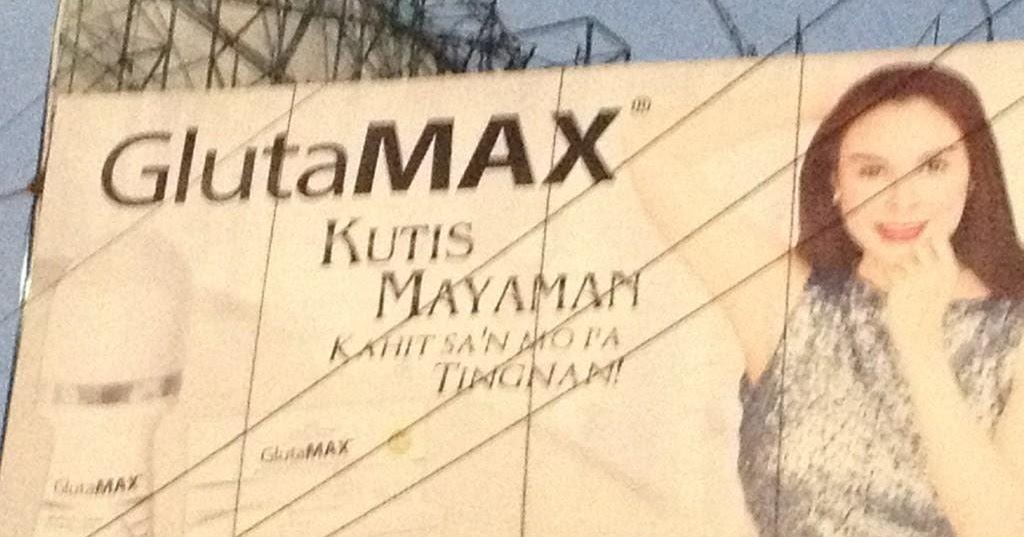 GlutaMAX®
KUTIS
MAYAMAN
KAHIT SA'N MO PA
TINGNAN!
GlutaMAX
GlutaMAX